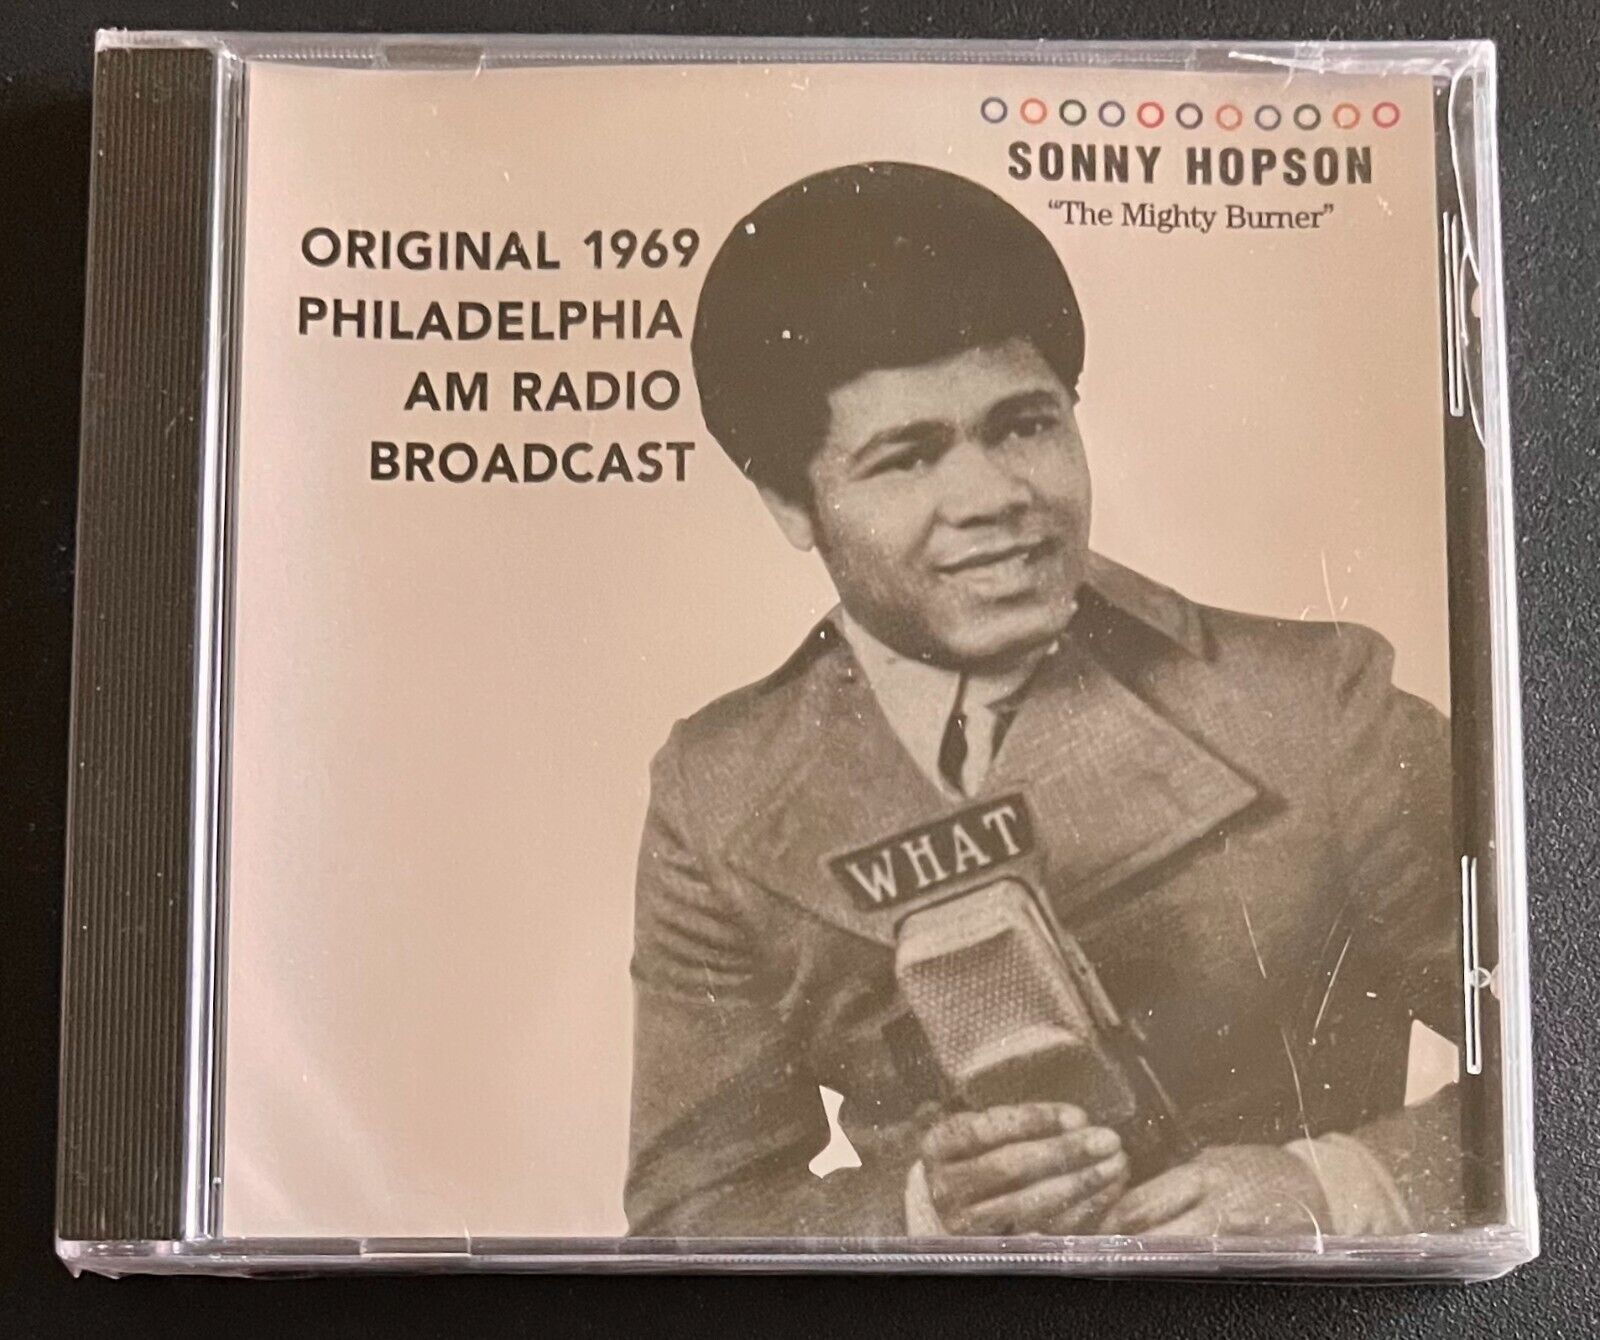 SONNY HOPSON
“The Mighty Burner”
ORIGINAL 1969
PHILADELPHIA
AM RADIO
BROADCAST
WHAT